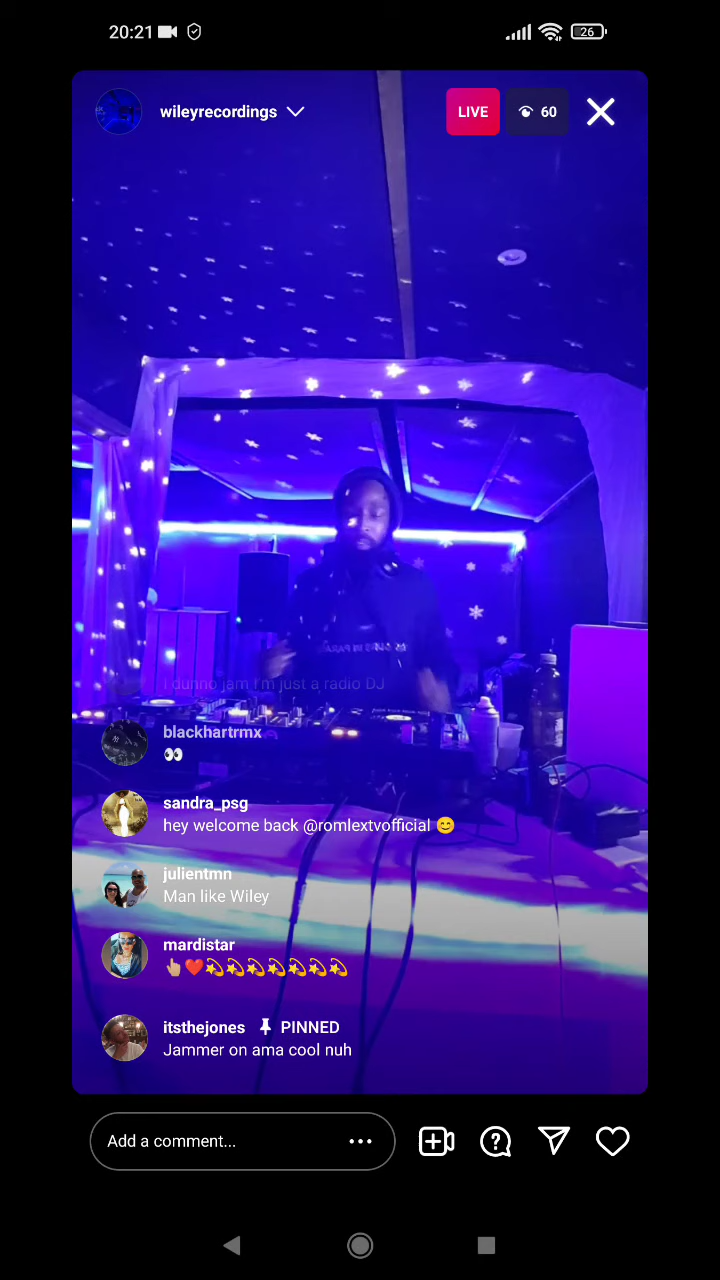 20:21
26
wileyrecordings
LIVE
60
I dunno jam I'm just a radio DJ
blackhartrmx
👀
sandra_psg
hey welcome back @romlextvofficial 😊
julientmn
Man like Wiley
mardistar
👆🏼❤️💫💫💫💫💫💫💫
itsthejones PINNED
Jammer on ama cool nuh
Add a comment...